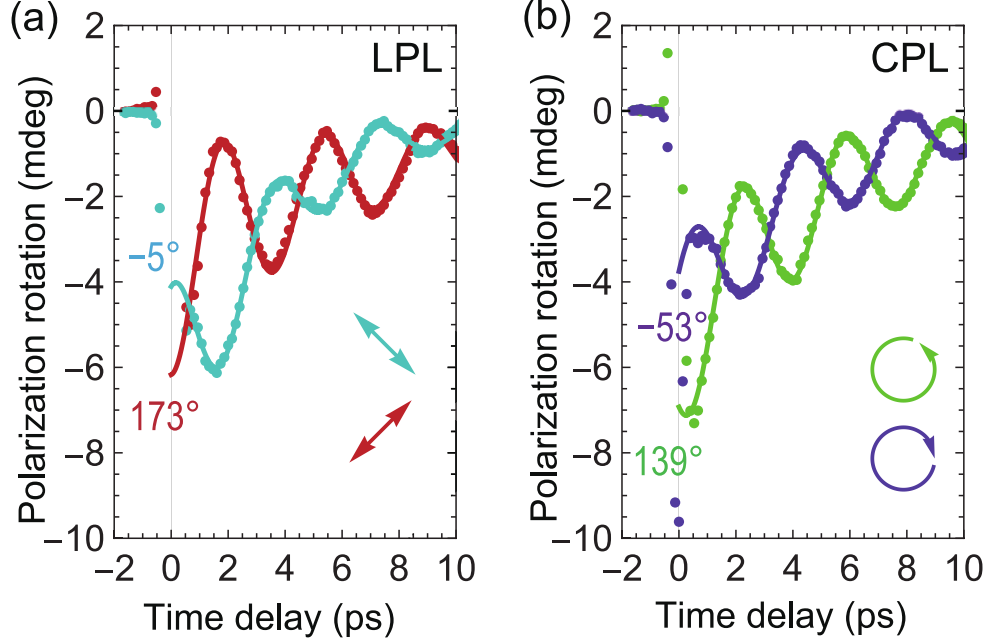 (a)
LPL
Polarization rotation (mdeg)
2
0
−2
−4
−6
−8
−10
−5°
173°
−2 0 2 4 6 8 10
Time delay (ps)
(b)
CPL
Polarization rotation (mdeg)
2
0
−2
−4
−6
−8
−10
−53°
139°
−2 0 2 4 6 8 10
Time delay (ps)